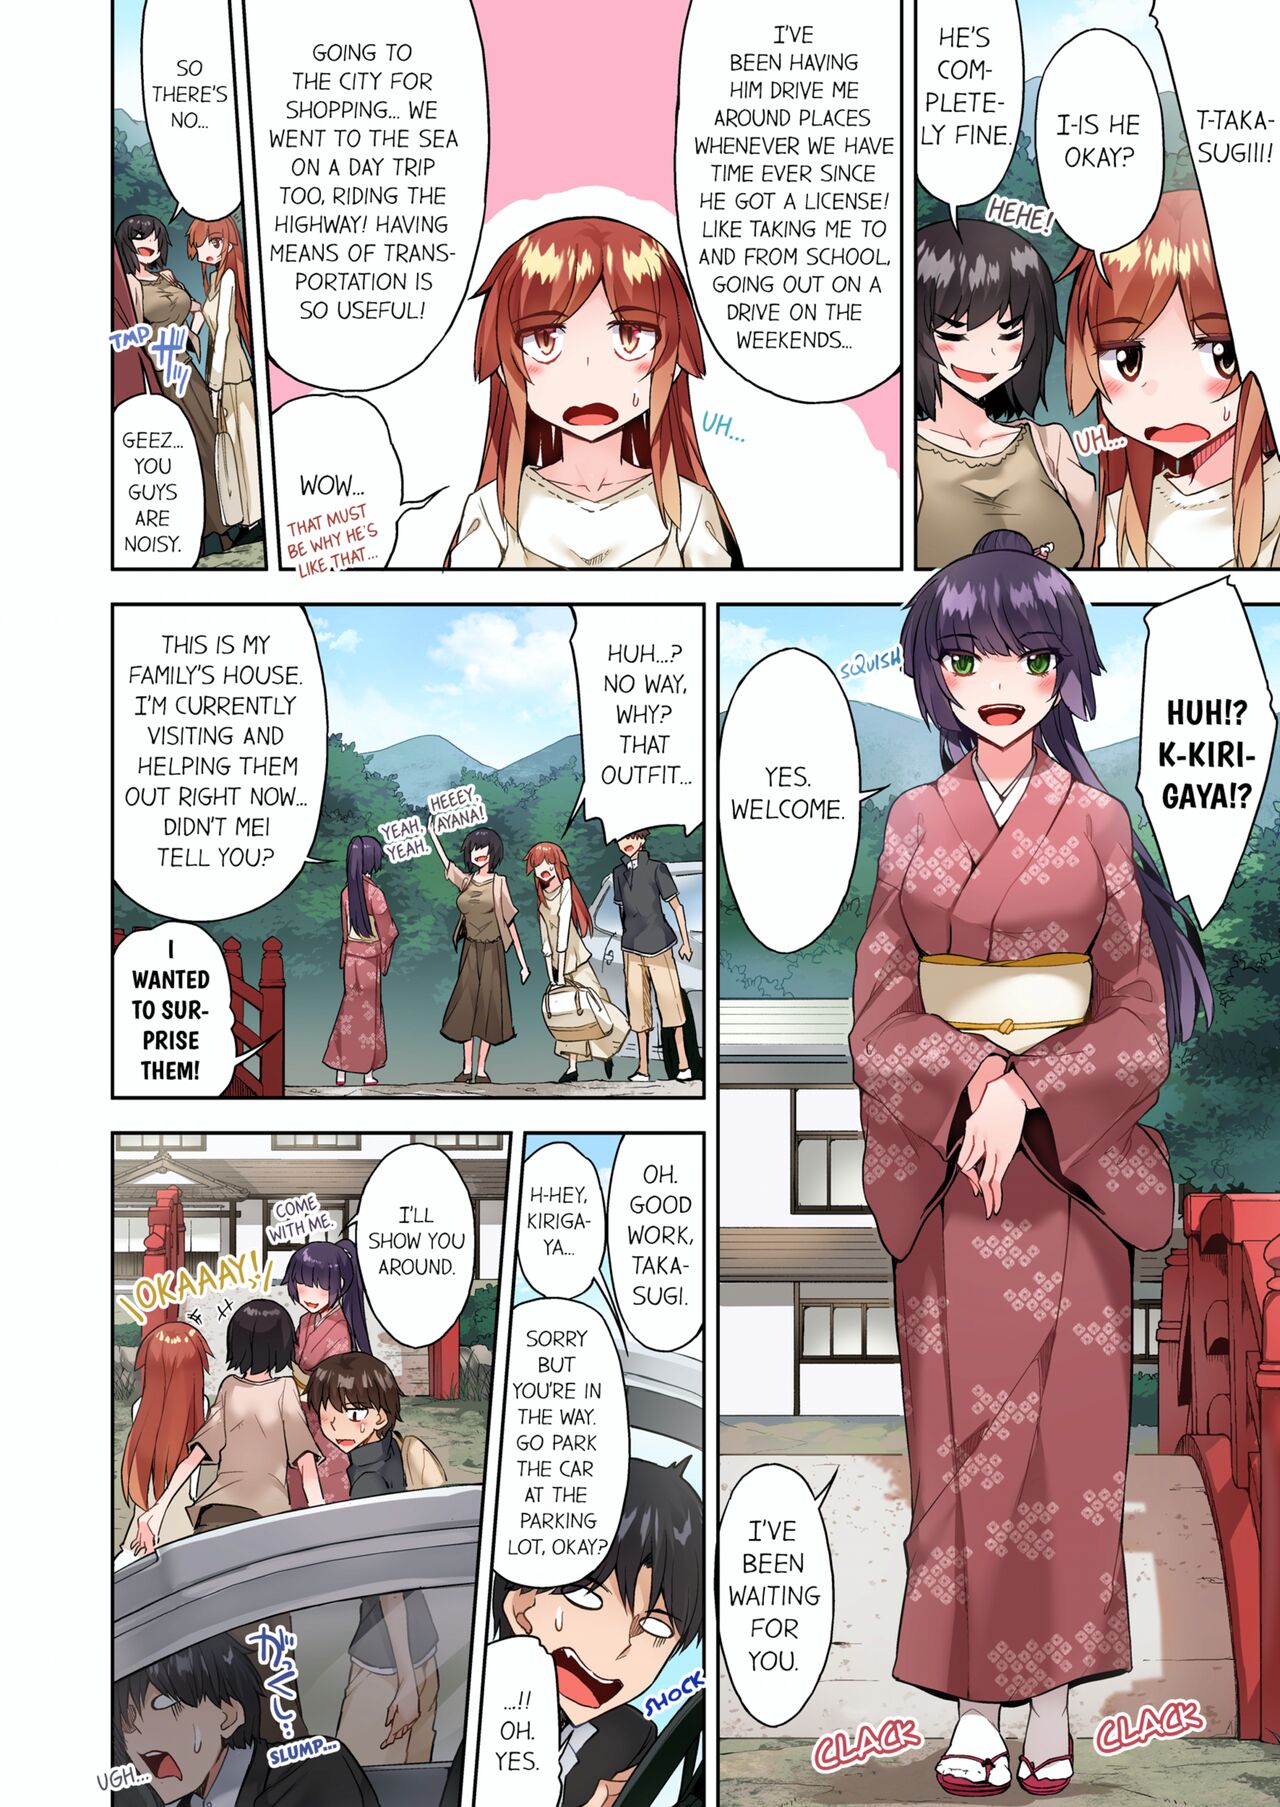 T-TAKA-
SUGIII!
I-IS HE
OKAY?
HE'S
COM-
PLETE-
LY FINE.
HEHE!
UH...
I'VE
BEEN HAVING
HIM DRIVE ME
AROUND PLACES
WHENEVER WE HAVE
TIME EVER SINCE
HE GOT A LICENSE!
LIKE TAKING ME TO
AND FROM SCHOOL,
GOING OUT ON A
DRIVE ON THE
WEEKENDS...
UH...
GOING TO
THE CITY FOR
SHOPPING... WE
WENT TO THE SEA
ON A DAY TRIP
TOO, RIDING THE
HIGHWAY! HAVING
MEANS OF TRANS-
PORTATION IS
SO USEFUL!
WOW...
THAT MUST
BE WHY HE'S
LIKE THAT...
SO
THERE'S
NO...
TMP
GEEZ...
YOU
GUYS
ARE
NOISY.
HUH!?
K-KIRI-
GAYA!?
SQUISH
YES.
WELCOME.
I'VE
BEEN
WAITING
FOR
YOU.
CLACK
CLACK
HUH...?
NO WAY,
WHY?
THAT
OUTFIT...
HEEEY,
AYANA!
YEAH,
YEAH.
THIS IS MY
FAMILY'S HOUSE.
I'M CURRENTLY
VISITING AND
HELPING THEM
OUT RIGHT NOW...
DIDN'T MEI
TELL YOU?
I
WANTED
TO SUR-
PRISE
THEM!
OH.
GOOD
WORK,
TAKA-
SUGI.
H-HEY,
KIRIGA-
YA...
SORRY
BUT
YOU'RE IN
THE WAY.
GO PARK
THE CAR
AT THE
PARKING
LOT, OKAY?
...!!
OH.
YES.
SHOCK
I'LL
SHOW YOU
AROUND.
COME
WITH ME.
OKAAAY!
がっくし…
SLUMP...
UGH...